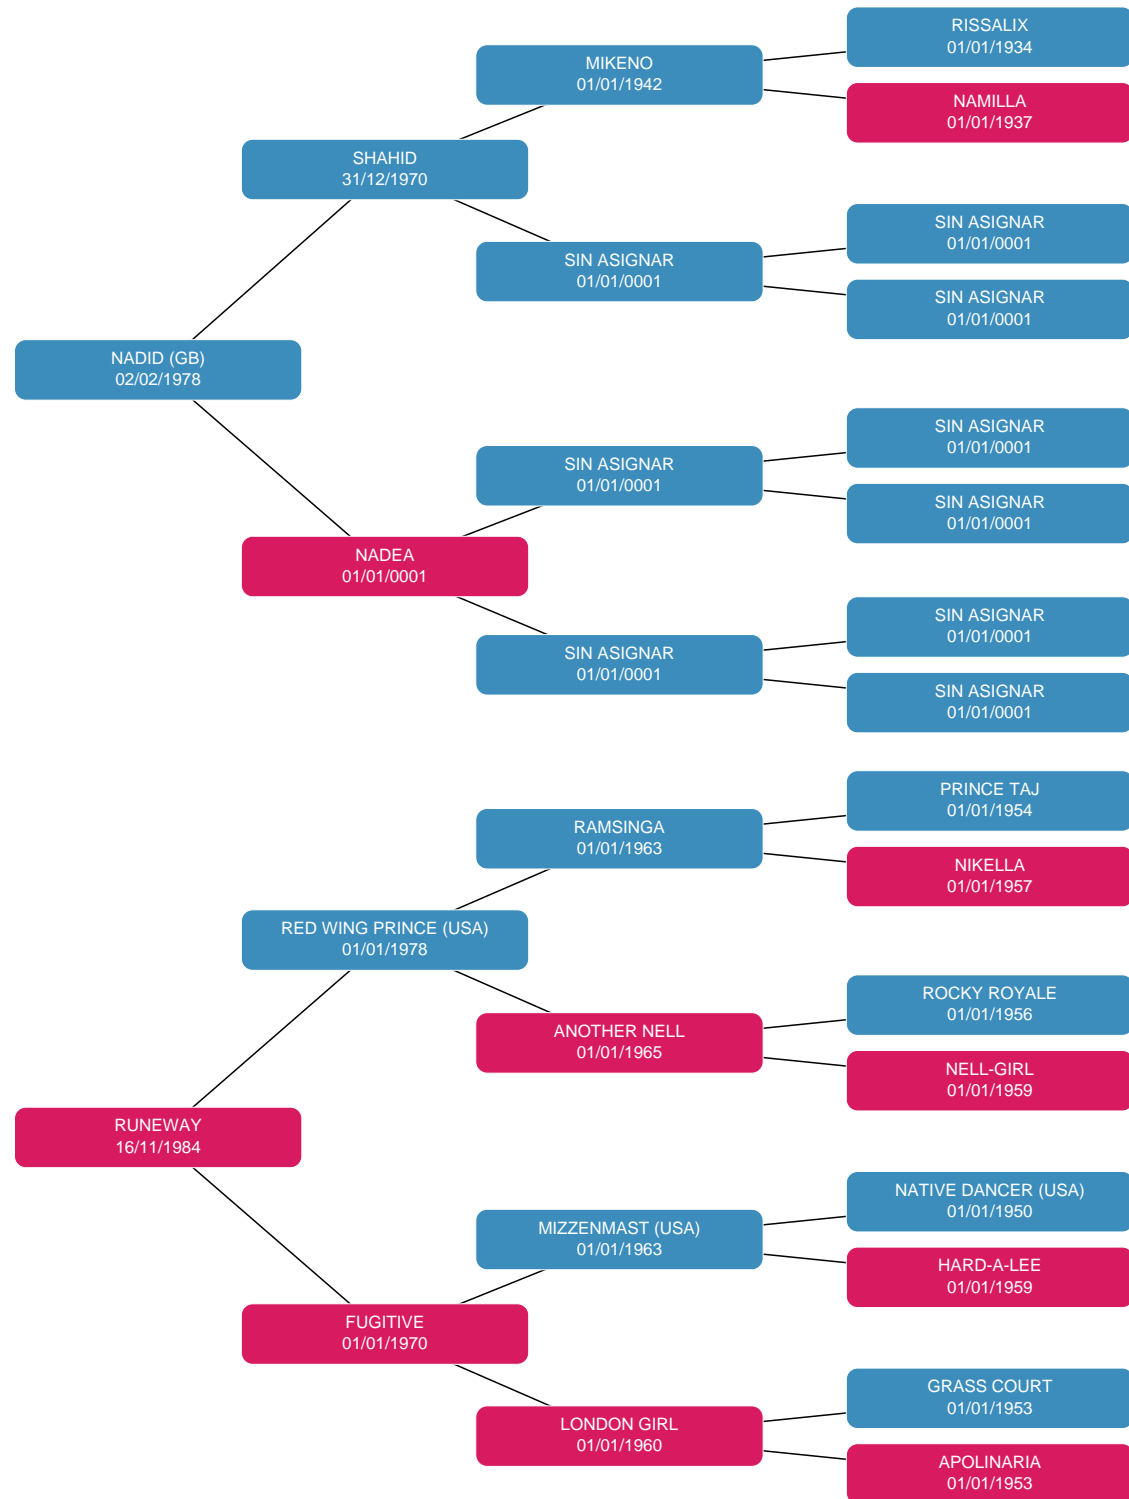 RISSALIX
01/01/1934
MIKENO
01/01/1942
NAMILLA
01/01/1937
SHAHID
31/12/1970
SIN ASIGNAR
01/01/0001
SIN ASIGNAR
01/01/0001
SIN ASIGNAR
01/01/0001
NADID (GB)
02/02/1978
SIN ASIGNAR
01/01/0001
SIN ASIGNAR
01/01/0001
SIN ASIGNAR
01/01/0001
NADEA
01/01/0001
SIN ASIGNAR
01/01/0001
SIN ASIGNAR
01/01/0001
SIN ASIGNAR
01/01/0001
PRINCE TAJ
01/01/1954
RAMSINGA
01/01/1963
NIKELLA
01/01/1957
RED WING PRINCE (USA)
01/01/1978
ROCKY ROYALE
01/01/1956
ANOTHER NELL
01/01/1965
NELL-GIRL
01/01/1959
RUNEWAY
16/11/1984
NATIVE DANCER (USA)
01/01/1950
MIZZENMAST (USA)
01/01/1963
HARD-A-LEE
01/01/1959
FUGITIVE
01/01/1970
GRASS COURT
01/01/1953
LONDON GIRL
01/01/1960
APOLINARIA
01/01/1953